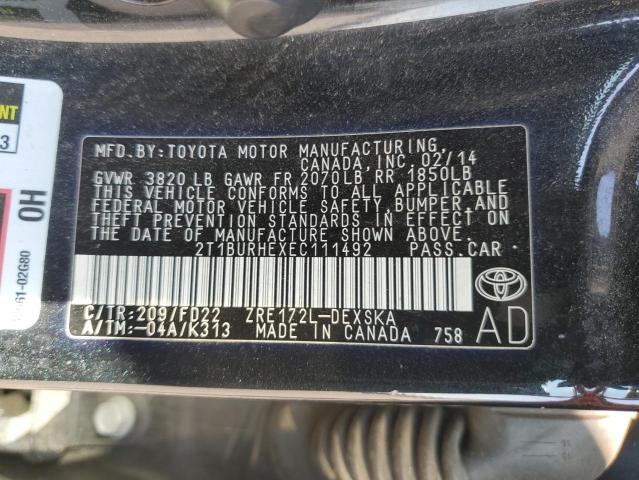 MFD. BY: TOYOTA MOTOR MANUFACTURING,
CANADA, INC. 02/14
GVWR 3820 LB GAWR FR 2070LB RR 1850LB
THIS VEHICLE CONFORMS TO ALL APPLICABLE
FEDERAL MOTOR VEHICLE SAFETY, BUMPER, AND
THEFT PREVENTION STANDARDS IN EFFECT ON
THE DATE OF MANUFACTURE SHOWN ABOVE.
2T1BURHEXEC111492 PASS. CAR
C/TR: 209/FD22 ZRE172L-DEXSKA
A/TM: -04A/K313 MADE IN CANADA 758
AD
OH
3